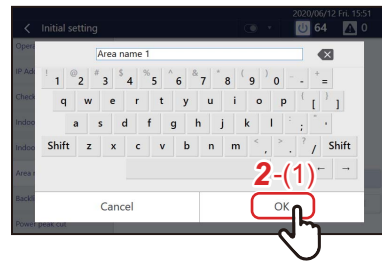 2020/06/12 Fri. 15:51
Initial setting
64
0
Area name 1
! 1 @ 2 # 3 $ 4 % 5 ^ 6 & 7 * 8 ( 9 ) 0 _ - + =
q w e r t y u i o p { [ } ]
a s d f g h j k l : ; " '
Shift z x c v b n m < , > . ? / Shift
← →
2-(1)
Cancel OK
IP Ad
Check
Indoo
Indoo
Area
Backli
Power peak cut